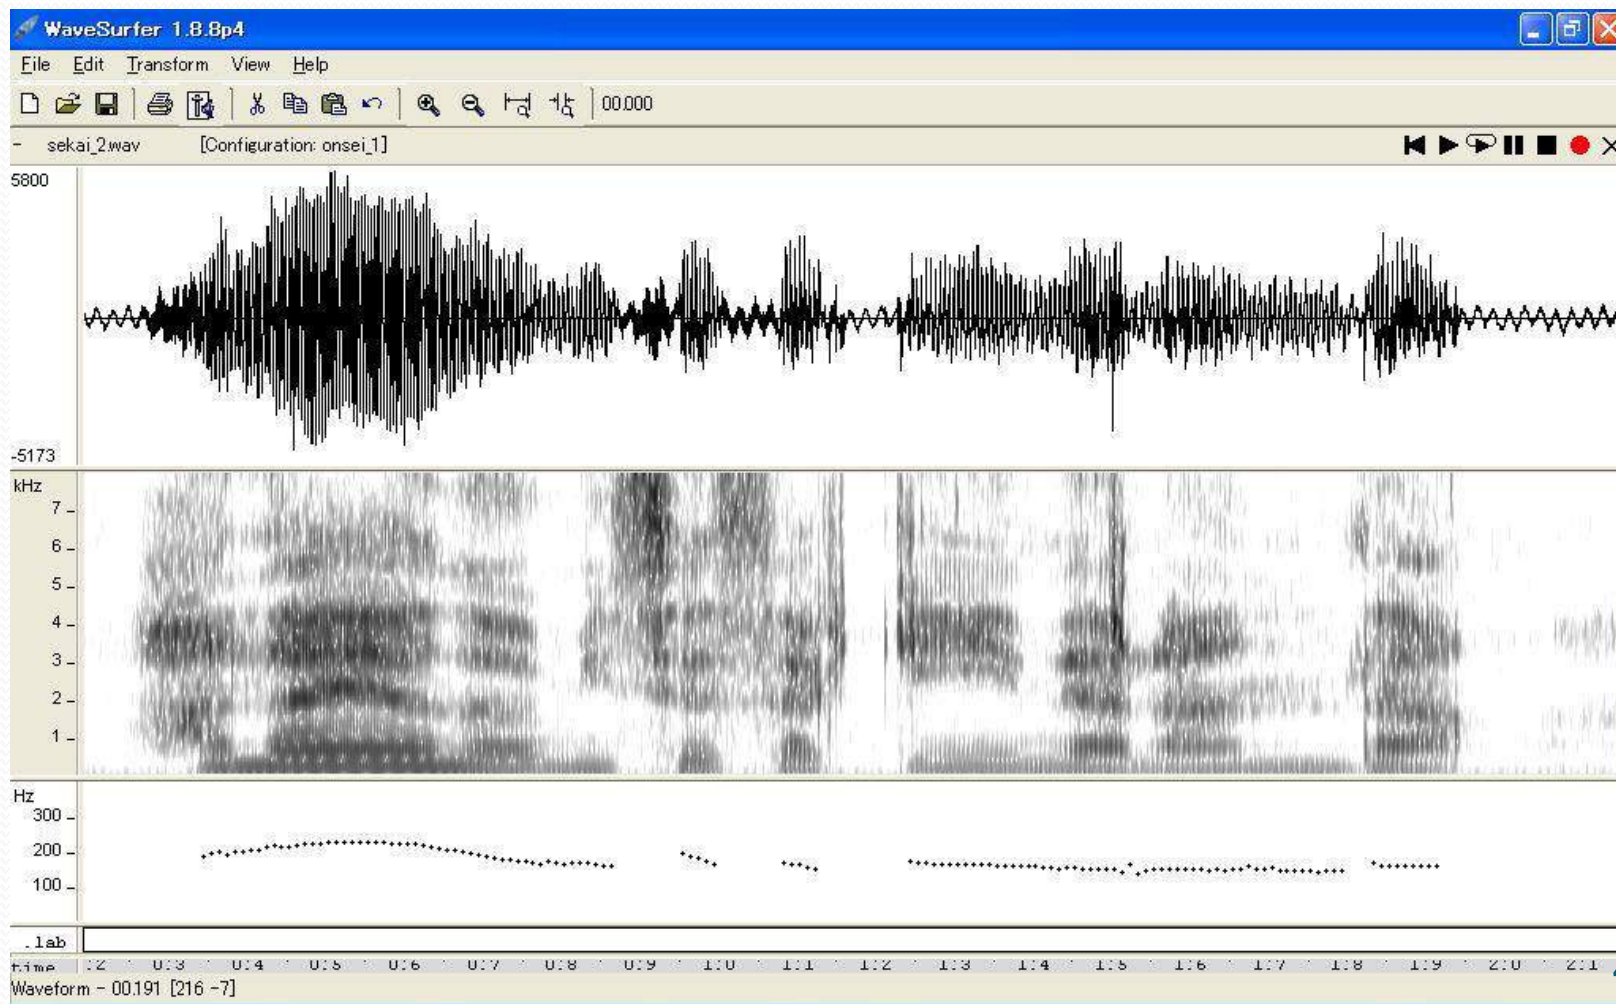 WaveSurfer 1.8.8p4
File Edit Transform View Help
00.000
- sekai_2.wav [Configuration: onsei_1]
5800
-5173
kHz
7
6
5
4
3
2
1
Hz
300
200
100
.lab
time .2 0:3 0:4 0:5 0:6 0:7 0:8 0:9 1:0 1:1 1:2 1:3 1:4 1:5 1:6 1:7 1:8 1:9 2:0 2:1
Waveform - 00.191 [216 -7]